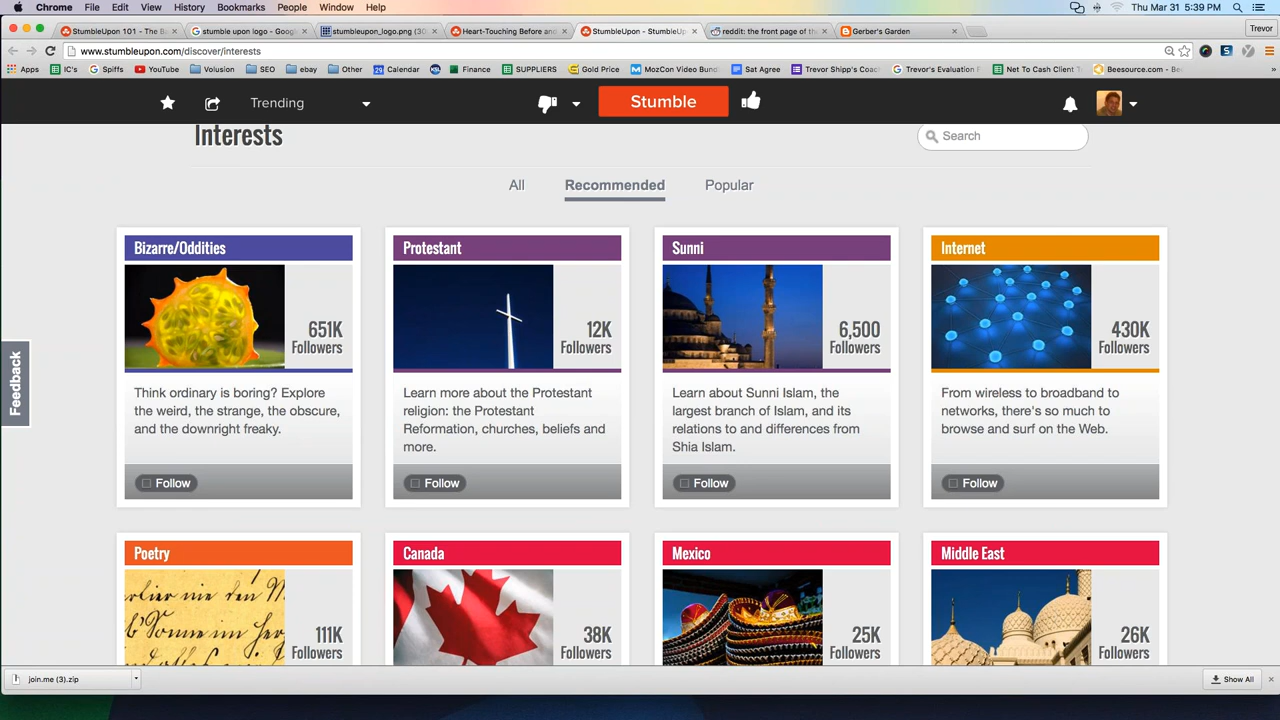 Chrome File Edit View History Bookmarks People Window Help Thu Mar 31 5:39 PM
StumbleUpon 101 - The Ba stumble upon logo - Googl stumbleupon_logo.png (30 Heart-Touching Before and StumbleUpon - StumbleU reddit: the front page of th Gerber's Garden Trevor
www.stumbleupon.com/discover/interests
Apps IC's Spiffs YouTube Volusion SEO ebay Other Calendar KSL Finance SUPPLIERS Gold Price MozCon Video Bund Sat Agree Trevor Shipp's Coac Trevor's Evaluation F Net To Cash Client T Beesource.com - Bee
Trending Stumble
Interests
Search
All Recommended Popular
Bizarre/Oddities
651K
Followers
Think ordinary is boring? Explore
the weird, the strange, the obscure,
and the downright freaky.
Follow
Protestant
12K
Followers
Learn more about the Protestant
religion: the Protestant
Reformation, churches, beliefs and
more.
Follow
Sunni
6,500
Followers
Learn about Sunni Islam, the
largest branch of Islam, and its
relations to and differences from
Shia Islam.
Follow
Internet
430K
Followers
From wireless to broadband to
networks, there's so much to
browse and surf on the Web.
Follow
Feedback
Poetry
111K
Followers
Canada
38K
Followers
Mexico
25K
Followers
Middle East
26K
Followers
join.me (3).zip
Show All